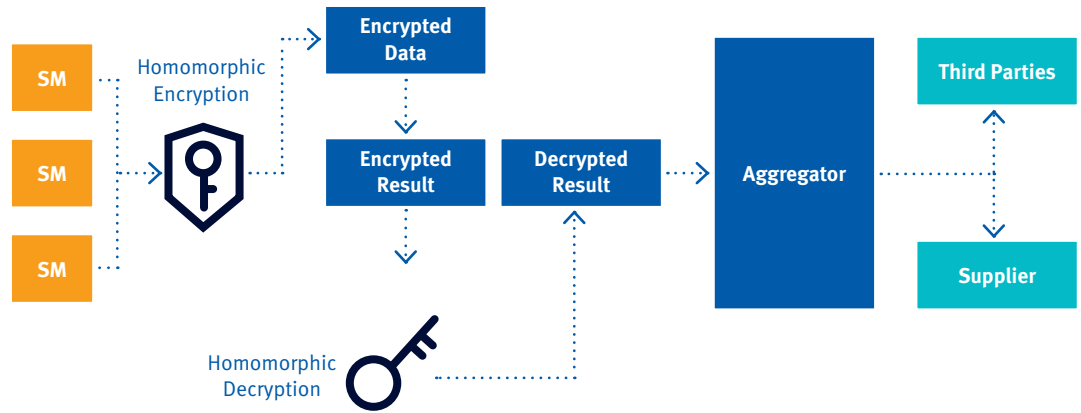 SM
SM
SM
Homomorphic
Encryption
Encrypted
Data
Encrypted
Result
Homomorphic
Decryption
Decrypted
Result
Aggregator
Third Parties
Supplier